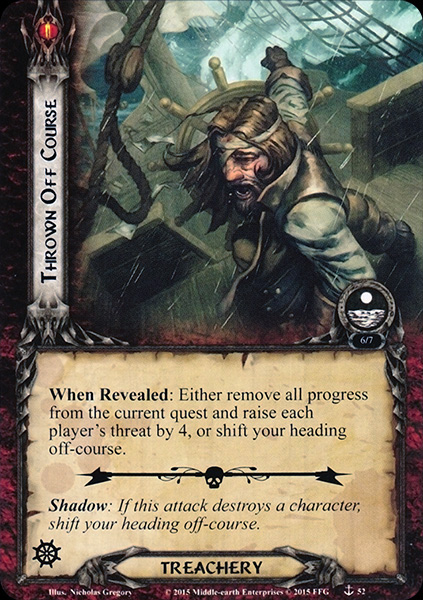 Thrown Off Course
6/7
When Revealed: Either remove all progress
from the current quest and raise each
player's threat by 4, or shift your heading
off-course.
Shadow: If this attack destroys a character,
shift your heading off-course.
TREACHERY
Illus. Nicholas Gregory © 2015 Middle-earth Enterprises © 2015 FFG 52